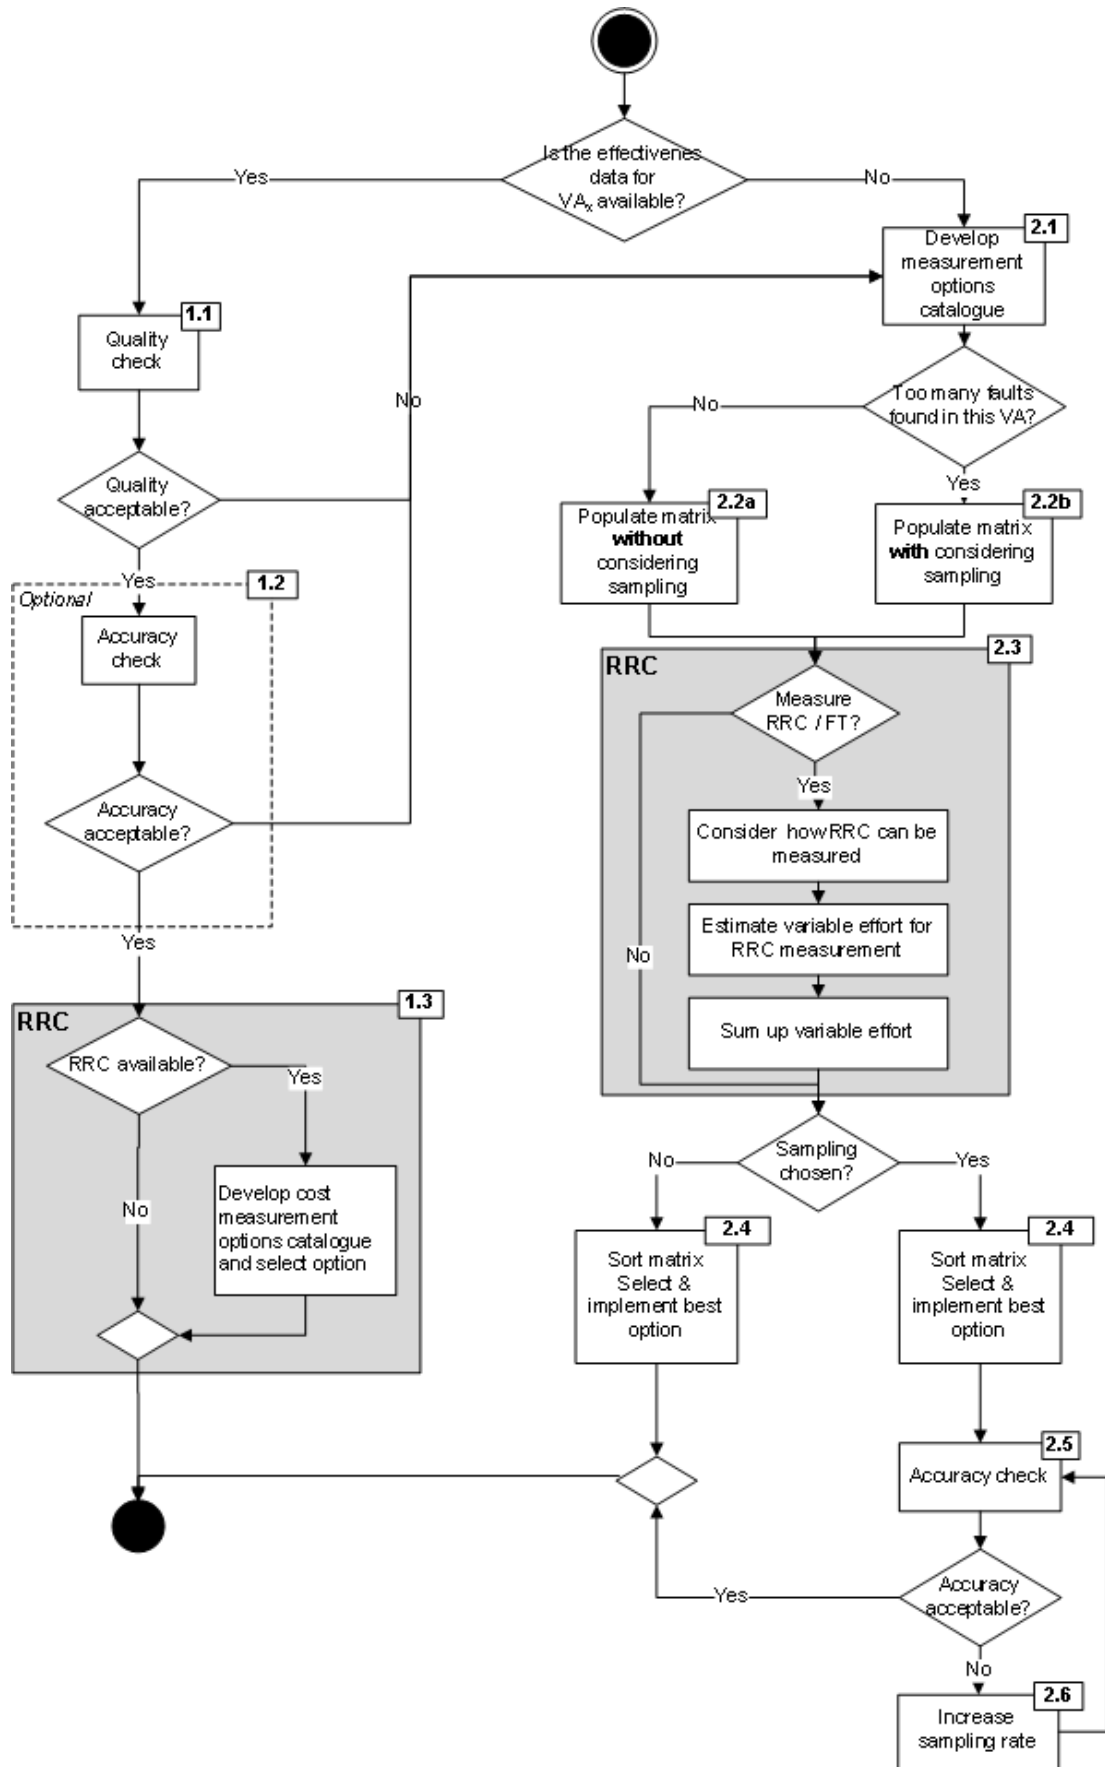 Is the effectivenes
data for
VAx available?
Yes
No
2.1
Develop
measurement
options
catalogue
1.1
Quality
check
No
Too many faults
found in this VA?
No
Yes
Quality
acceptable?
Yes
2.2a
Populate matrix
without
considering
sampling
2.2b
Populate matrix
with considering
sampling
1.2
Optional
Accuracy
check
Accuracy
acceptable?
Yes
2.3
RRC
Measure
RRC / FT?
Yes
Consider how RRC can be
measured
Estimate variable effort for
RRC measurement
No
Sum up variable effort
1.3
RRC
RRC available?
Yes
No
Develop cost
measurement
options catalogue
and select option
Sampling
chosen?
No
Yes
2.4
Sort matrix
Select &
implement best
option
2.4
Sort matrix
Select &
implement best
option
2.5
Accuracy check
Accuracy
acceptable?
Yes
No
2.6
Increase
sampling rate